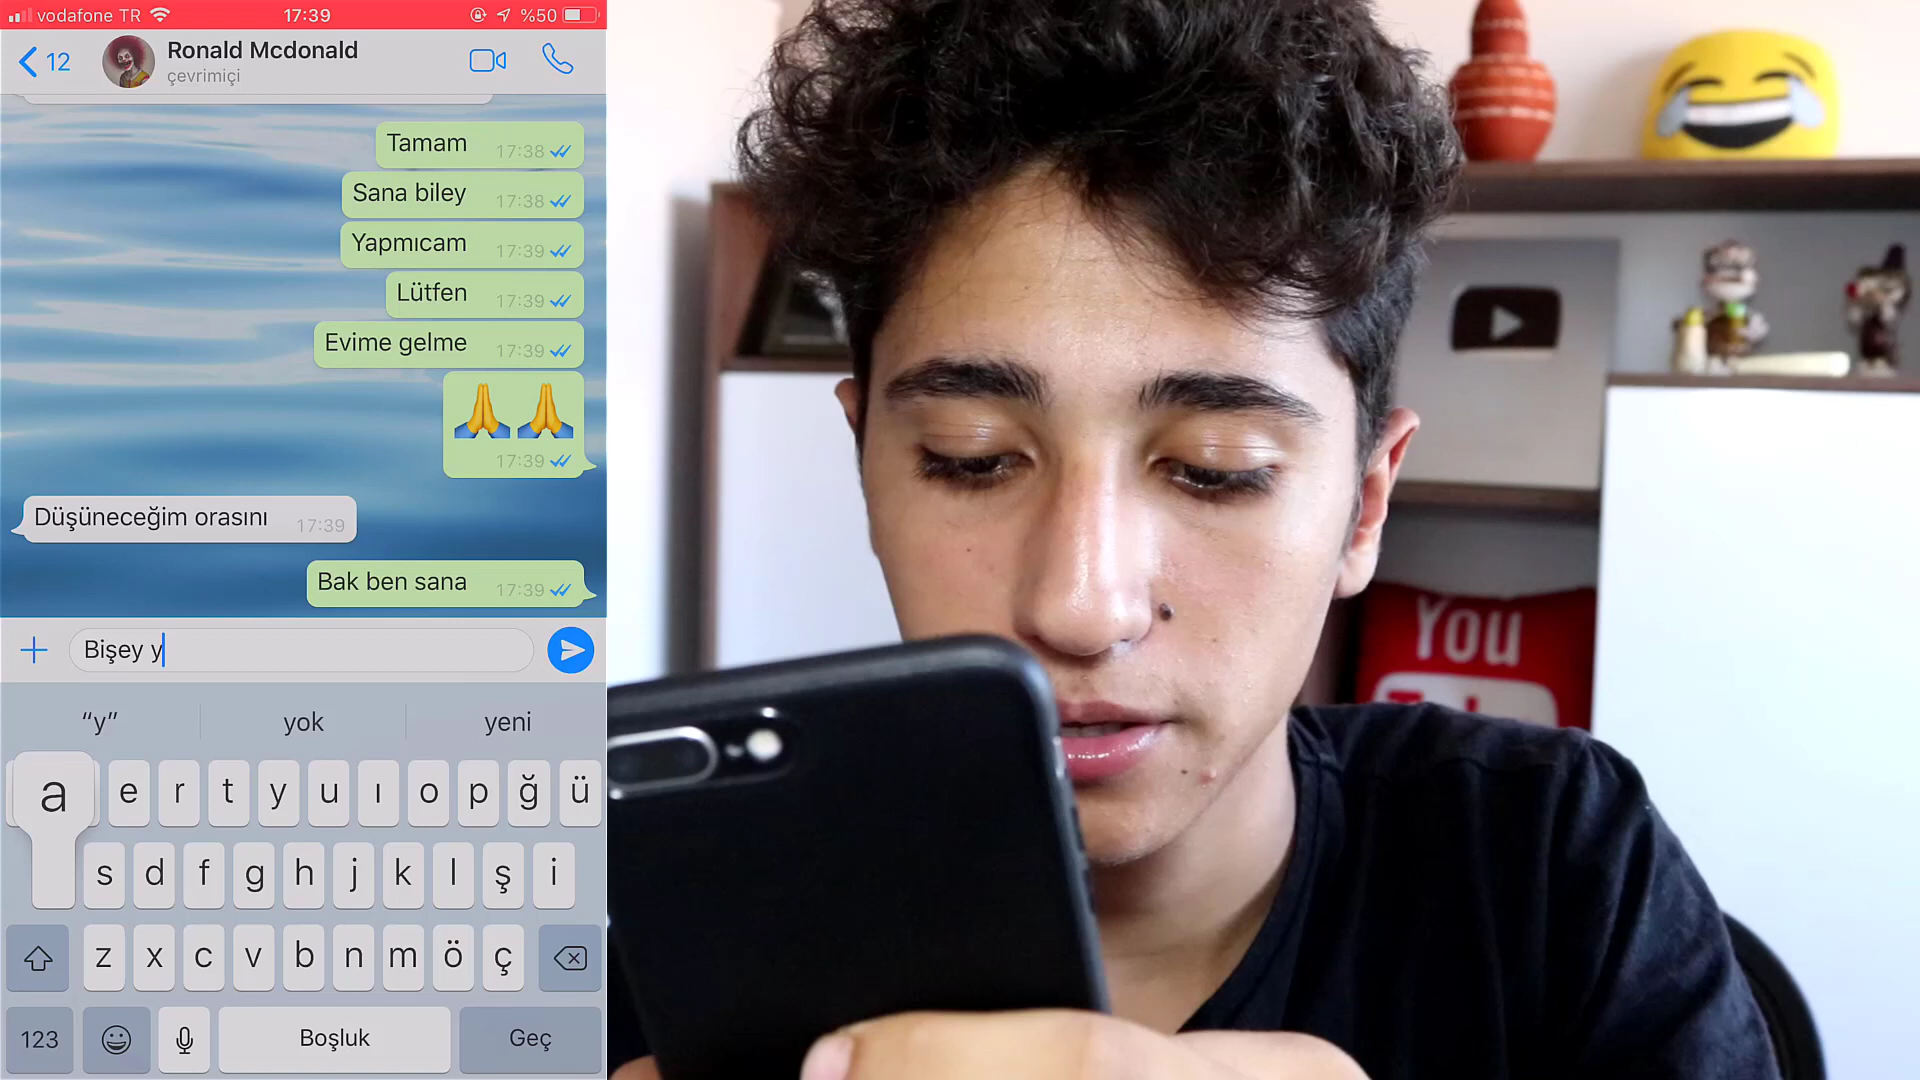 vodafone TR 17:39 %50
12 Ronald Mcdonald
çevrimiçi
Tamam 17:38
Sana biley 17:38
Yapmıcam 17:39
Lütfen 17:39
Evime gelme 17:39
🙏🙏
17:39
Düşüneceğim orasını 17:39
Bak ben sana 17:39
Bişey y
“y” yok yeni
a e r t y u ı o p ğ ü
s d f g h j k l ş i
z x c v b n m ö ç
123 Boşluk Geç
You